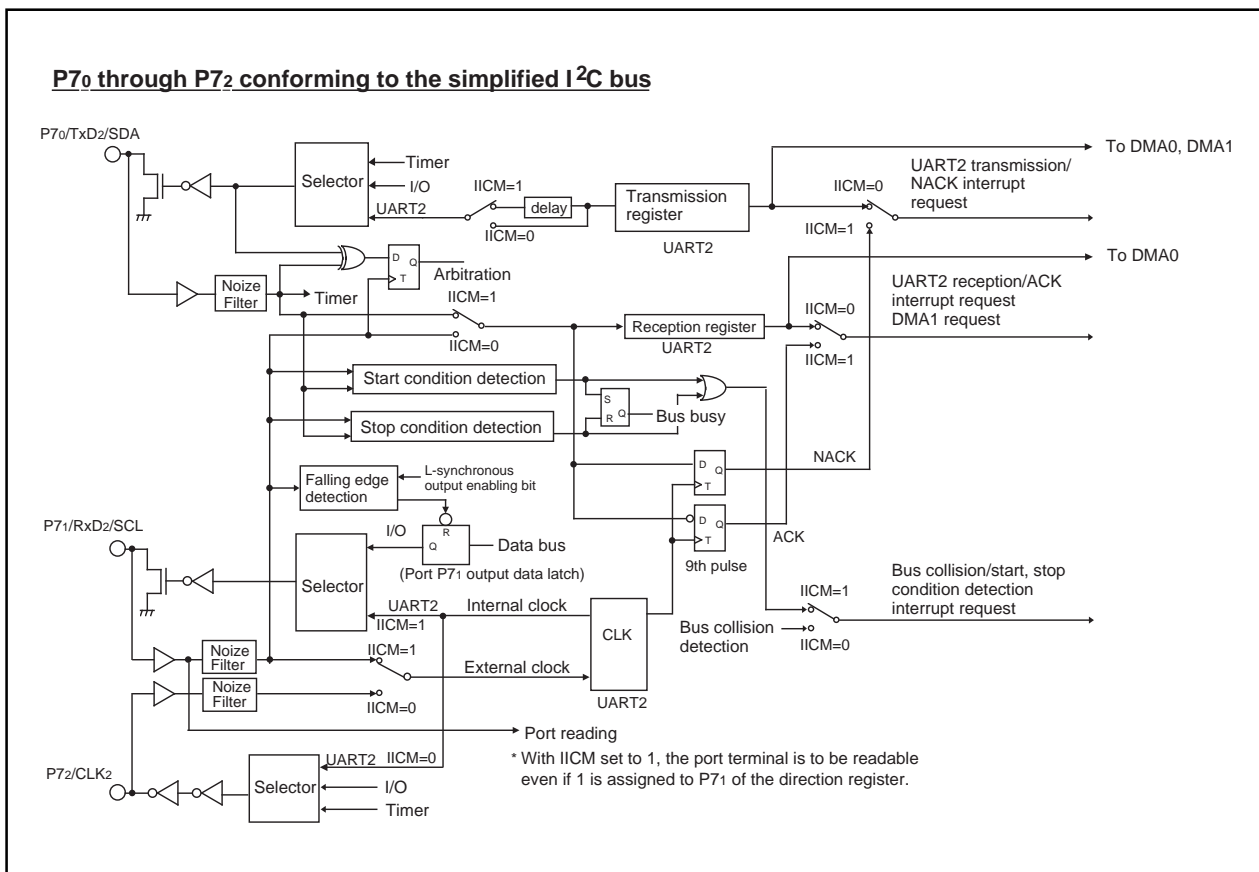 P70 through P72 conforming to the simplified I2C bus
P70/TxD2/SDA
Selector
Timer
I/O
UART2
IICM=1
delay
IICM=0
Transmission
register
UART2
To DMA0, DMA1
IICM=0
IICM=1
UART2 transmission/
NACK interrupt
request
D
Q
T
Arbitration
Noize
Filter
Timer
To DMA0
IICM=1
IICM=0
Reception register
UART2
IICM=0
IICM=1
UART2 reception/ACK
interrupt request
DMA1 request
Start condition detection
S
R
Q
Bus busy
Stop condition detection
D
Q
T
NACK
Falling edge
detection
L-synchronous
output enabling bit
D
Q
T
ACK
9th pulse
P71/RxD2/SCL
Selector
I/O
R
Q
Data bus
(Port P71 output data latch)
UART2
IICM=1
Internal clock
CLK
UART2
Bus collision
detection
IICM=1
IICM=0
Bus collision/start, stop
condition detection
interrupt request
Noize
Filter
IICM=1
External clock
Noize
Filter
IICM=0
Port reading
* With IICM set to 1, the port terminal is to be readable
even if 1 is assigned to P71 of the direction register.
P72/CLK2
Selector
UART2
IICM=0
I/O
Timer